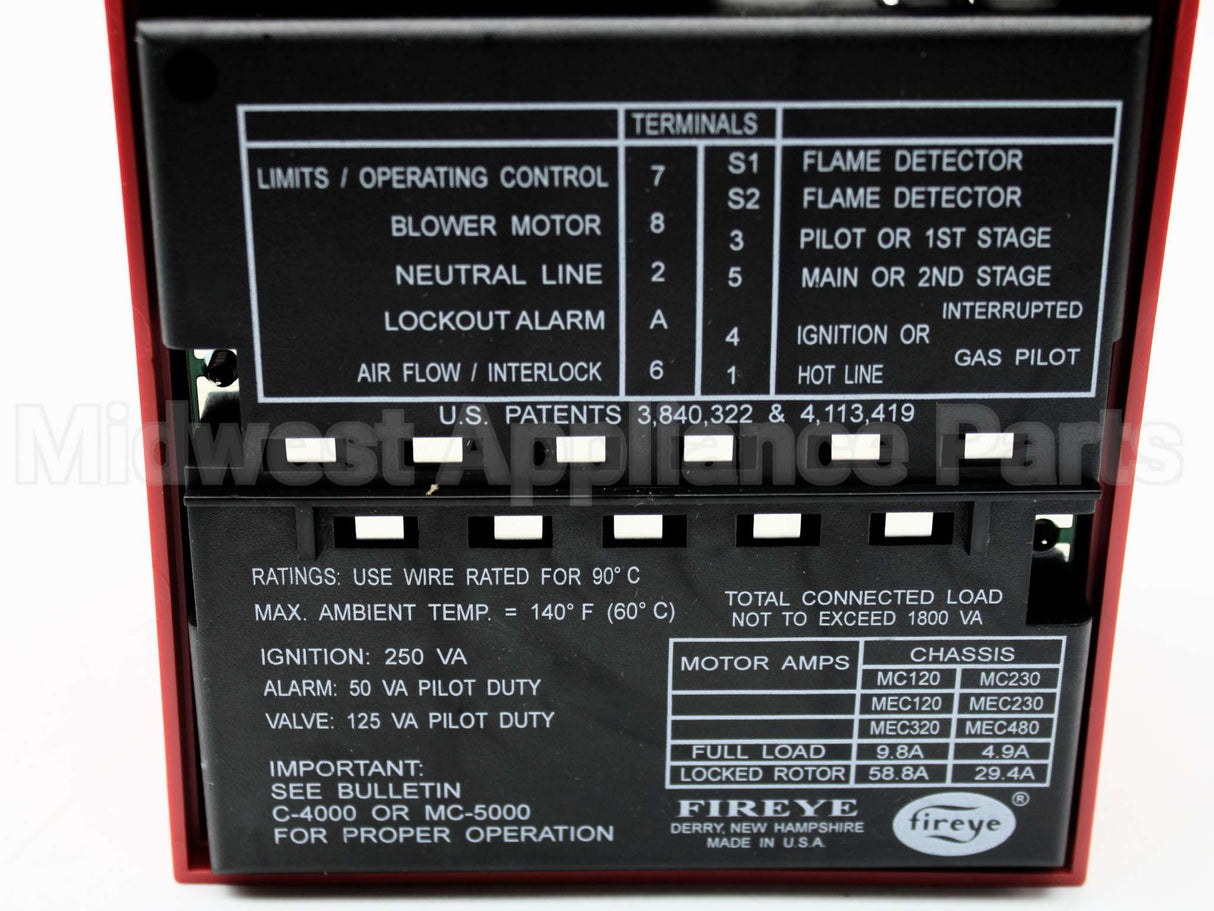 TERMINALS
LIMITS / OPERATING CONTROL 7 S1 FLAME DETECTOR
S2 FLAME DETECTOR
BLOWER MOTOR 8 3 PILOT OR 1ST STAGE
NEUTRAL LINE 2 5 MAIN OR 2ND STAGE
INTERRUPTED
LOCKOUT ALARM A 4 IGNITION OR
GAS PILOT
AIR FLOW / INTERLOCK 6 1 HOT LINE
U.S. PATENTS 3,840,322 & 4,113,419
Midwest Appliance Parts
RATINGS: USE WIRE RATED FOR 90° C
MAX. AMBIENT TEMP. = 140° F (60° C)
TOTAL CONNECTED LOAD
NOT TO EXCEED 1800 VA
IGNITION: 250 VA
ALARM: 50 VA PILOT DUTY
VALVE: 125 VA PILOT DUTY
IMPORTANT:
SEE BULLETIN
C-4000 OR MC-5000
FOR PROPER OPERATION
MOTOR AMPS CHASSIS
MC120 MC230
MEC120 MEC230
MEC320 MEC480
FULL LOAD 9.8A 4.9A
LOCKED ROTOR 58.8A 29.4A
FIREYE
DERRY, NEW HAMPSHIRE
MADE IN U.S.A.
fireye ®